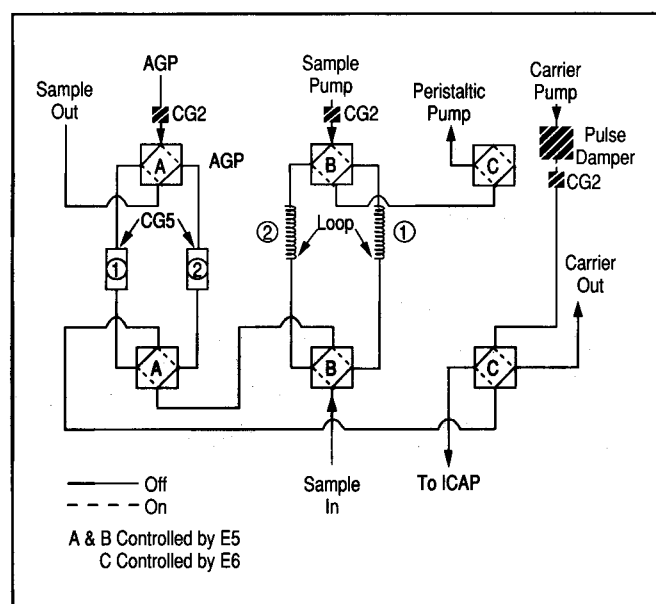 AGP
Sample
Out
CG2
A
AGP
CG5
1
2
A
Sample
Pump
CG2
B
2
Loop
1
B
Sample
In
Peristaltic
Pump
C
Carrier
Pump
Pulse
Damper
CG2
Carrier
Out
C
To ICAP
Off
On
A & B Controlled by E5
C Controlled by E6